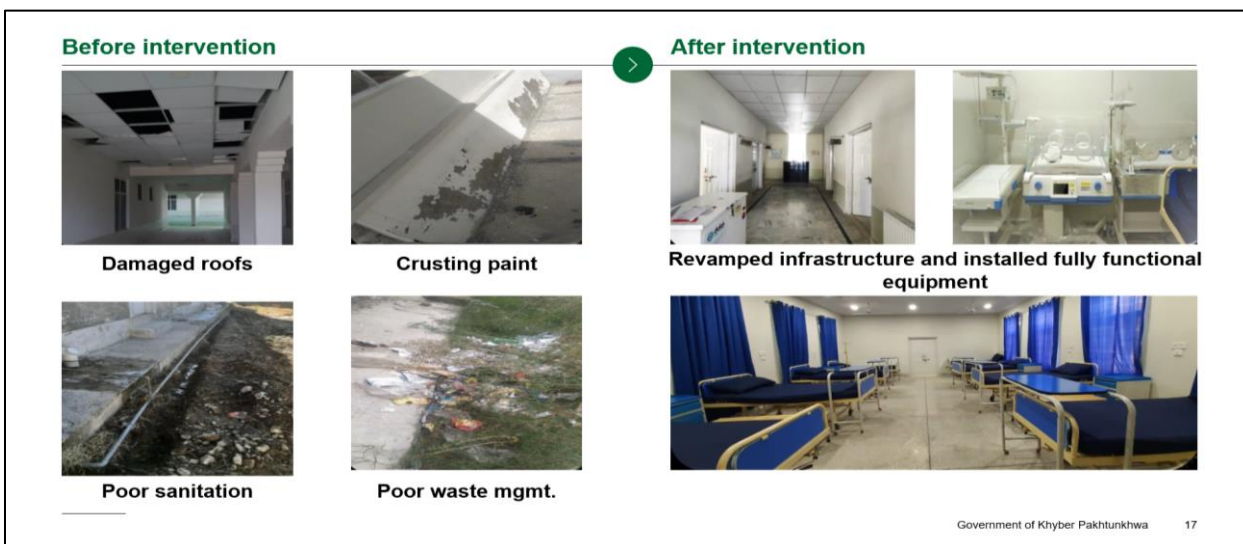 Before intervention
After intervention
Damaged roofs
Crusting paint
Poor sanitation
Poor waste mgmt.
Revamped infrastructure and installed fully functional
equipment
Government of Khyber Pakhtunkhwa 17